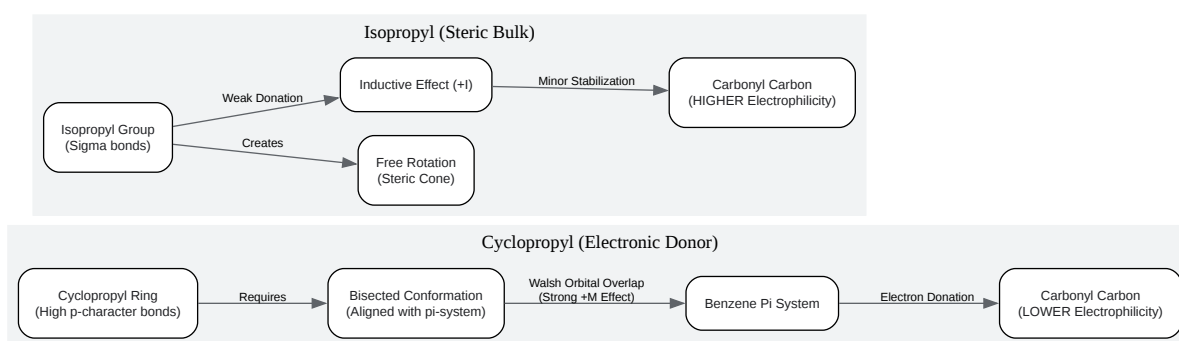 Isopropyl (Steric Bulk)
Isopropyl Group
(Sigma bonds)
Weak Donation
Creates
Inductive Effect (+I)
Free Rotation
(Steric Cone)
Minor Stabilization
Carbonyl Carbon
(HIGHER Electrophilicity)
Cyclopropyl (Electronic Donor)
Cyclopropyl Ring
(High p-character bonds)
Requires
Bisected Conformation
(Aligned with pi-system)
Walsh Orbital Overlap
(Strong +M Effect)
Benzene Pi System
Electron Donation
Carbonyl Carbon
(LOWER Electrophilicity)